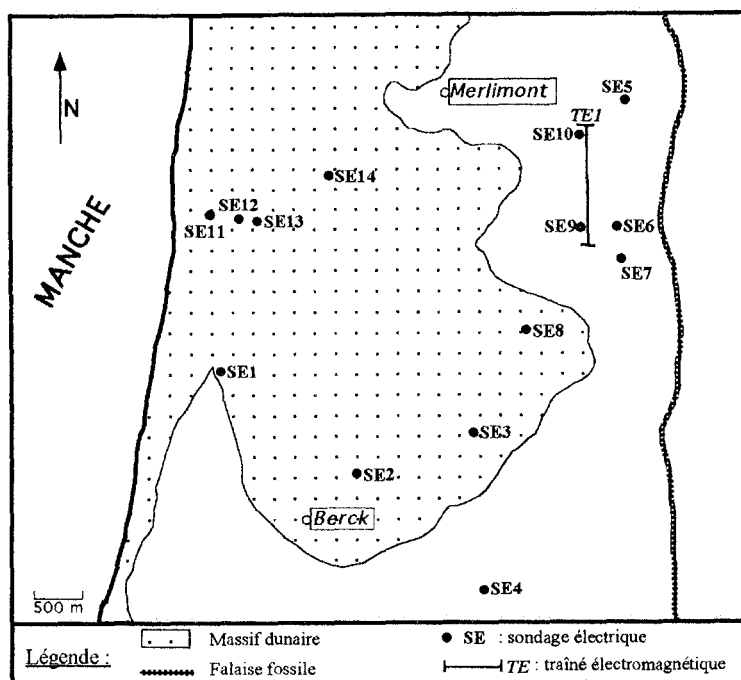 N
MANCHE
Merlimont
SE5
TE1
SE10
SE14
SE12
SE11
SE13
SE9
SE6
SE7
SE8
SE1
SE3
SE2
Berck
SE4
500 m
Légende :
Massif dunaire
SE : sondage électrique
Falaise fossile
TE : traîné électromagnétique